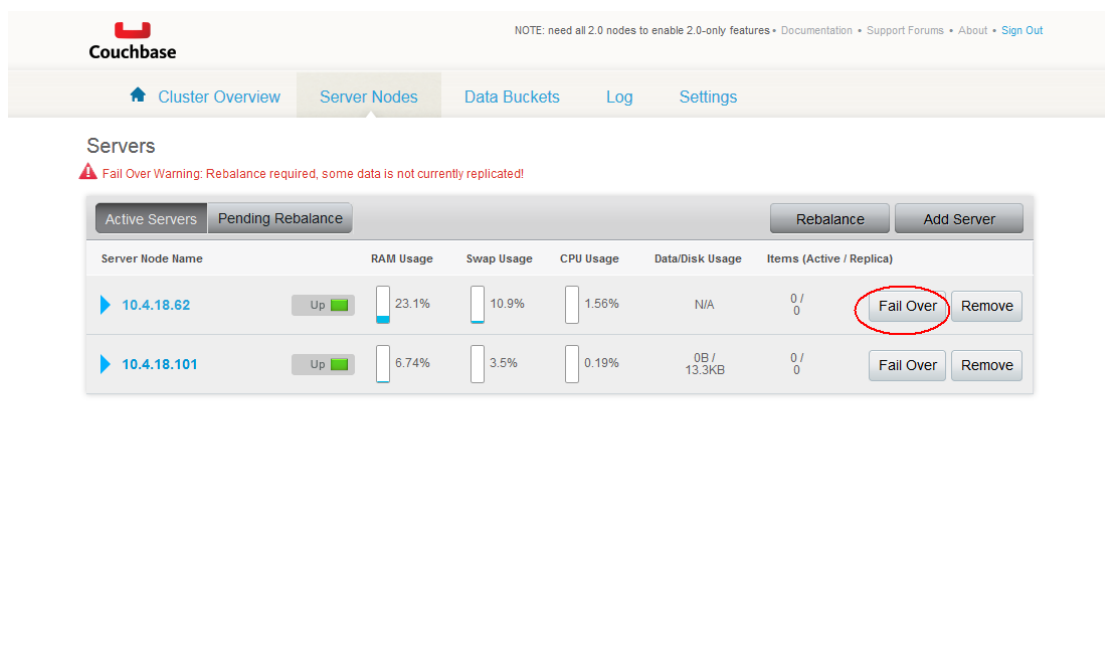 NOTE: need all 2.0 nodes to enable 2.0-only features • Documentation • Support Forums • About • Sign Out
Couchbase
Cluster Overview Server Nodes Data Buckets Log Settings
Servers
Fail Over Warning: Rebalance required, some data is not currently replicated!
Active Servers Pending Rebalance Rebalance Add Server
Server Node Name RAM Usage Swap Usage CPU Usage Data/Disk Usage Items (Active / Replica)
10.4.18.62 Up 23.1% 10.9% 1.56% N/A 0 / 0 Fail Over Remove
10.4.18.101 Up 6.74% 3.5% 0.19% 0B / 13.3KB 0 / 0 Fail Over Remove